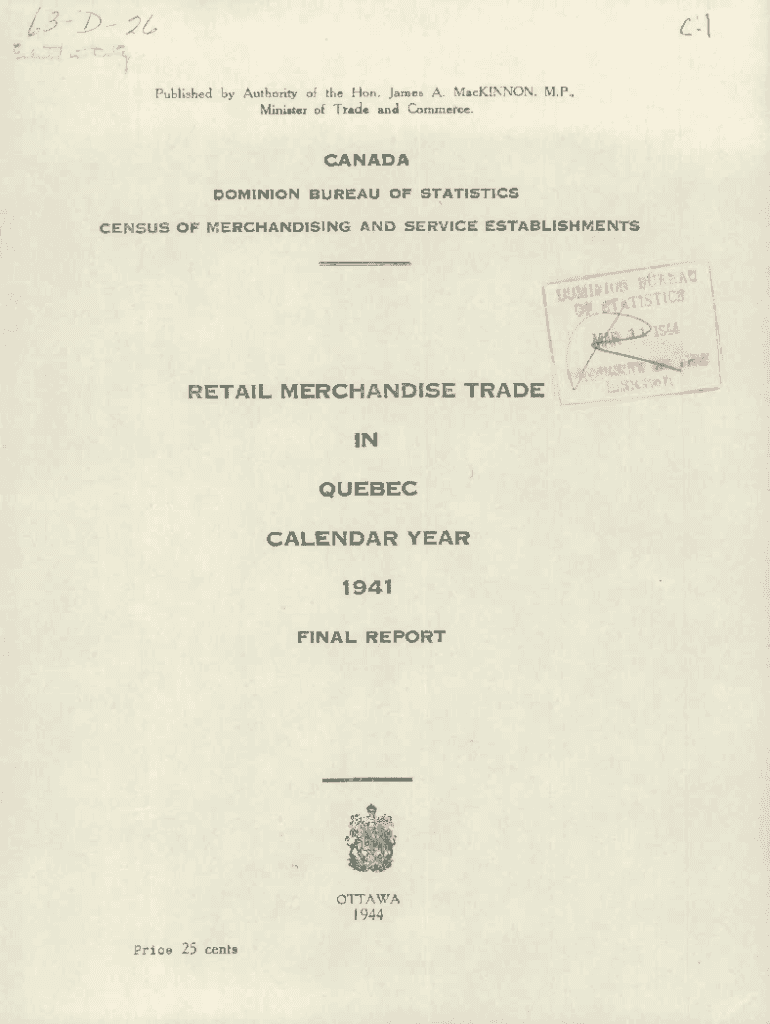 63-D-26
C.1
Published by Authority of the Hon. James A. MacKINNON, M.P.,
Minister of Trade and Commerce.
CANADA
DOMINION BUREAU OF STATISTICS
CENSUS OF MERCHANDISING AND SERVICE ESTABLISHMENTS
DOMINION BUREAU
OF STATISTICS
MAR 1944
RETAIL MERCHANDISE TRADE
IN
QUEBEC
CALENDAR YEAR
1941
FINAL REPORT
OTTAWA
1944
Price 25 cents